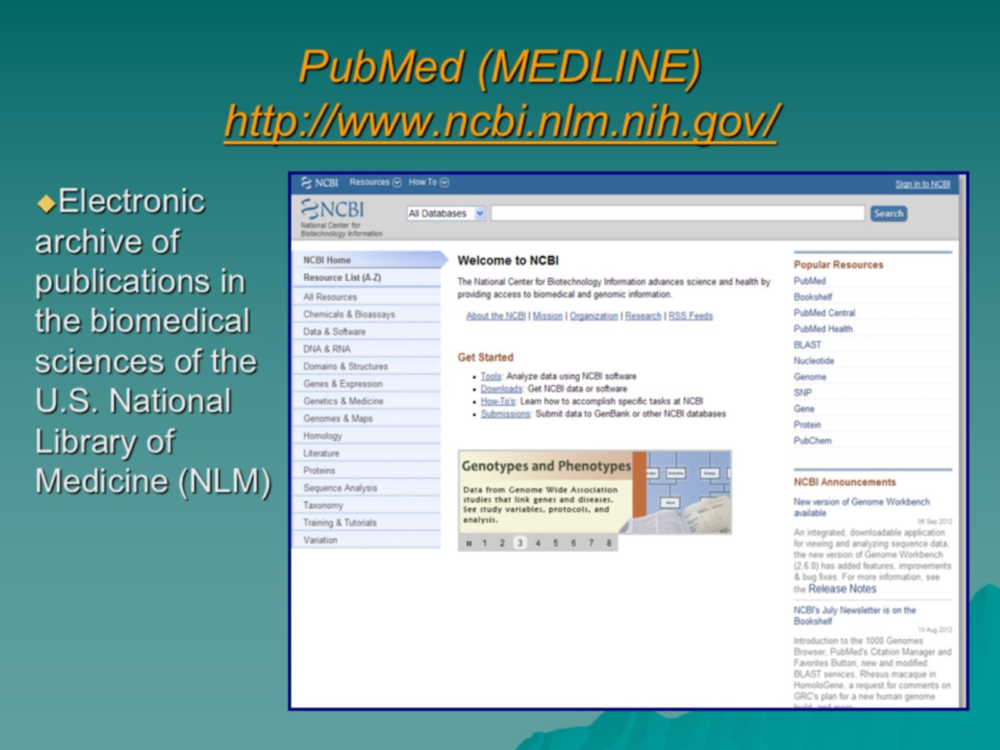 PubMed (MEDLINE)
http://www.ncbi.nlm.nih.gov/
Electronic
archive of
publications in
the biomedical
sciences of the
U.S. National
Library of
Medicine (NLM)
NCBI Resources How To Sign in to NCBI
NCBI
National Center for
Biotechnology Information
All Databases Search
NCBI Home
Resource List (A-Z)
All Resources
Chemicals & Bioassays
Data & Software
DNA & RNA
Domains & Structures
Genes & Expression
Genetics & Medicine
Genomes & Maps
Homology
Literature
Proteins
Sequence Analysis
Taxonomy
Training & Tutorials
Variation
Welcome to NCBI
The National Center for Biotechnology Information advances science and health by
providing access to biomedical and genomic information.
About the NCBI | Mission | Organization | Research | RSS Feeds
Get Started
• Tools: Analyze data using NCBI software
• Downloads: Get NCBI data or software
• How-To's: Learn how to accomplish specific tasks at NCBI
• Submissions: Submit data to GenBank or other NCBI databases
Genotypes and Phenotypes
Data from Genome Wide Association
studies that link genes and diseases.
See study variables, protocols, and
analysis.
1 2 3 4 5 6 7 8
Popular Resources
PubMed
Bookshelf
PubMed Central
PubMed Health
BLAST
Nucleotide
Genome
SNP
Gene
Protein
PubChem
NCBI Announcements
New version of Genome Workbench
available
06 Sep 2012
An integrated, downloadable application
for viewing and analyzing sequence data,
the new version of Genome Workbench
(2.6.0) has added features, improvements
& bug fixes. For more information, see
the Release Notes
NCBI's July Newsletter is on the
Bookshelf
13 Aug 2012
Introduction to the 1000 Genomes
Browser, PubMed's Citation Manager and
Favorites Button, new and modified
BLAST services, Rhesus macaque in
HomoloGene, a request for comments on
GRC's plan for a new human genome
build, and more